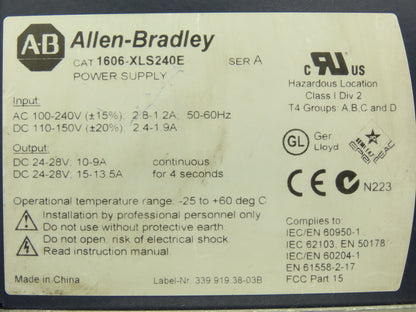 A-B Allen-Bradley
CAT 1606-XLS240E SER A
POWER SUPPLY
c RU US
Hazardous Location
Class I Div 2
T4 Groups: A,B,C and D
Input:
AC 100-240V (±15%): 2.8-1.2A; 50-60Hz
DC 110-150V (±20%): 2.4-1.9A
GL Ger.
Lloyd
Output:
DC 24-28V: 10-9A continuous
DC 24-28V: 15-13.5A for 4 seconds
CE N223
Operational temperature range: -25 to +60 deg C
Installation by professional personnel only
Do not use without protective earth
Do not open, risk of electrical shock.
Read instruction manual.
Complies to
IEC/EN 60950-1
IEC 62103, EN 50178
IEC/EN 60204-1
EN 61558-2-17
FCC Part 15
Made in China Label-Nr. 339.919.38-03B